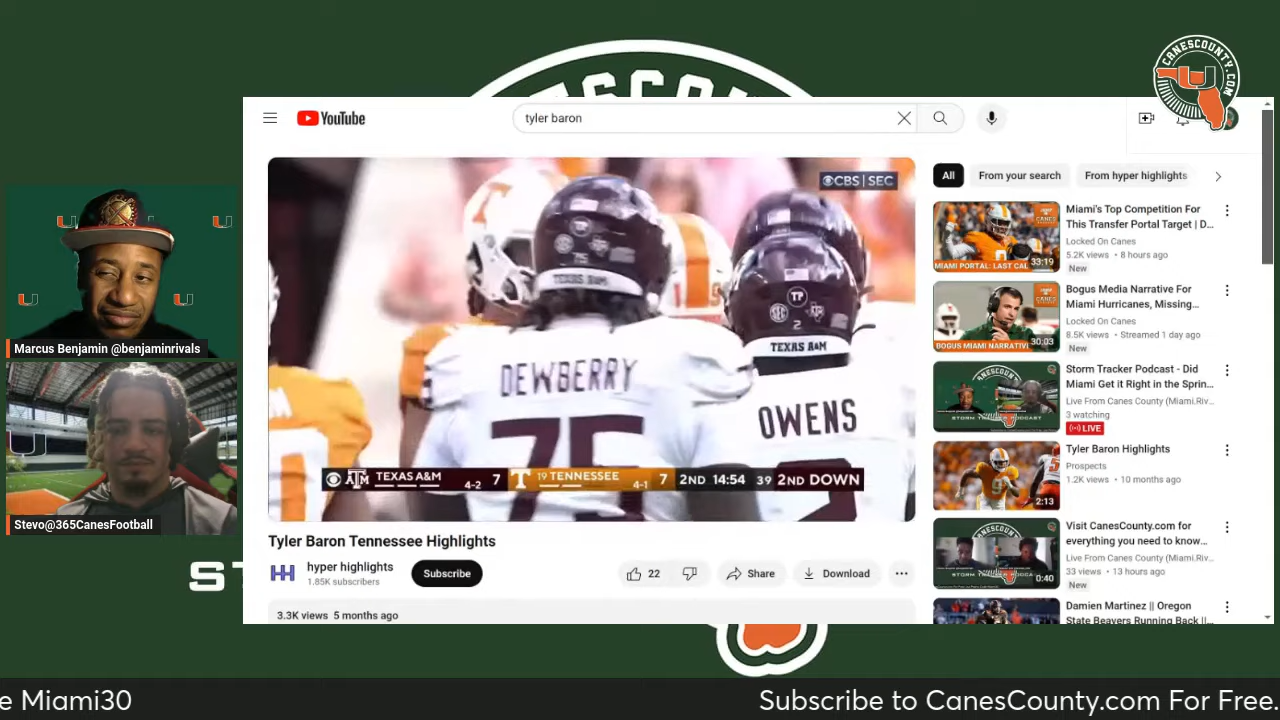 CANESCOUNTY.COM
YouTube
tyler baron
CBS | SEC
TEXAS A&M
DEWBERRY
75
2
TEXAS A&M
OWENS
TEXAS A&M 4-2 7 19 TENNESSEE 4-1 7 2ND 14:54 39 2ND DOWN
Tyler Baron Tennessee Highlights
hyper highlights
1.85K subscribers
Subscribe
22
Share
Download
3.3K views 5 months ago
All
From your search
From hyper highlights
MIAMI PORTAL: LAST CAL
33:19
Miami's Top Competition For
This Transfer Portal Target | D...
Locked On Canes
5.2K views • 8 hours ago
New
BOGUS MIAMI NARRATIVE
30:03
Bogus Media Narrative For
Miami Hurricanes, Missing...
Locked On Canes
8.5K views • Streamed 1 day ago
New
Storm Tracker Podcast - Did
Miami Get it Right in the Sprin...
Live From Canes County (Miami.Riv...
3 watching
LIVE
2:13
Tyler Baron Highlights
Prospects
1.2K views • 10 months ago
0:40
Visit CanesCounty.com for
everything you need to know...
Live From Canes County (Miami.Riv...
33 views • 13 hours ago
New
Damien Martinez || Oregon
State Beavers Running Back ||...
Marcus Benjamin @benjaminrivals
Stevo@365CanesFootball
ST
e Miami30
Subscribe to CanesCounty.com For Free.